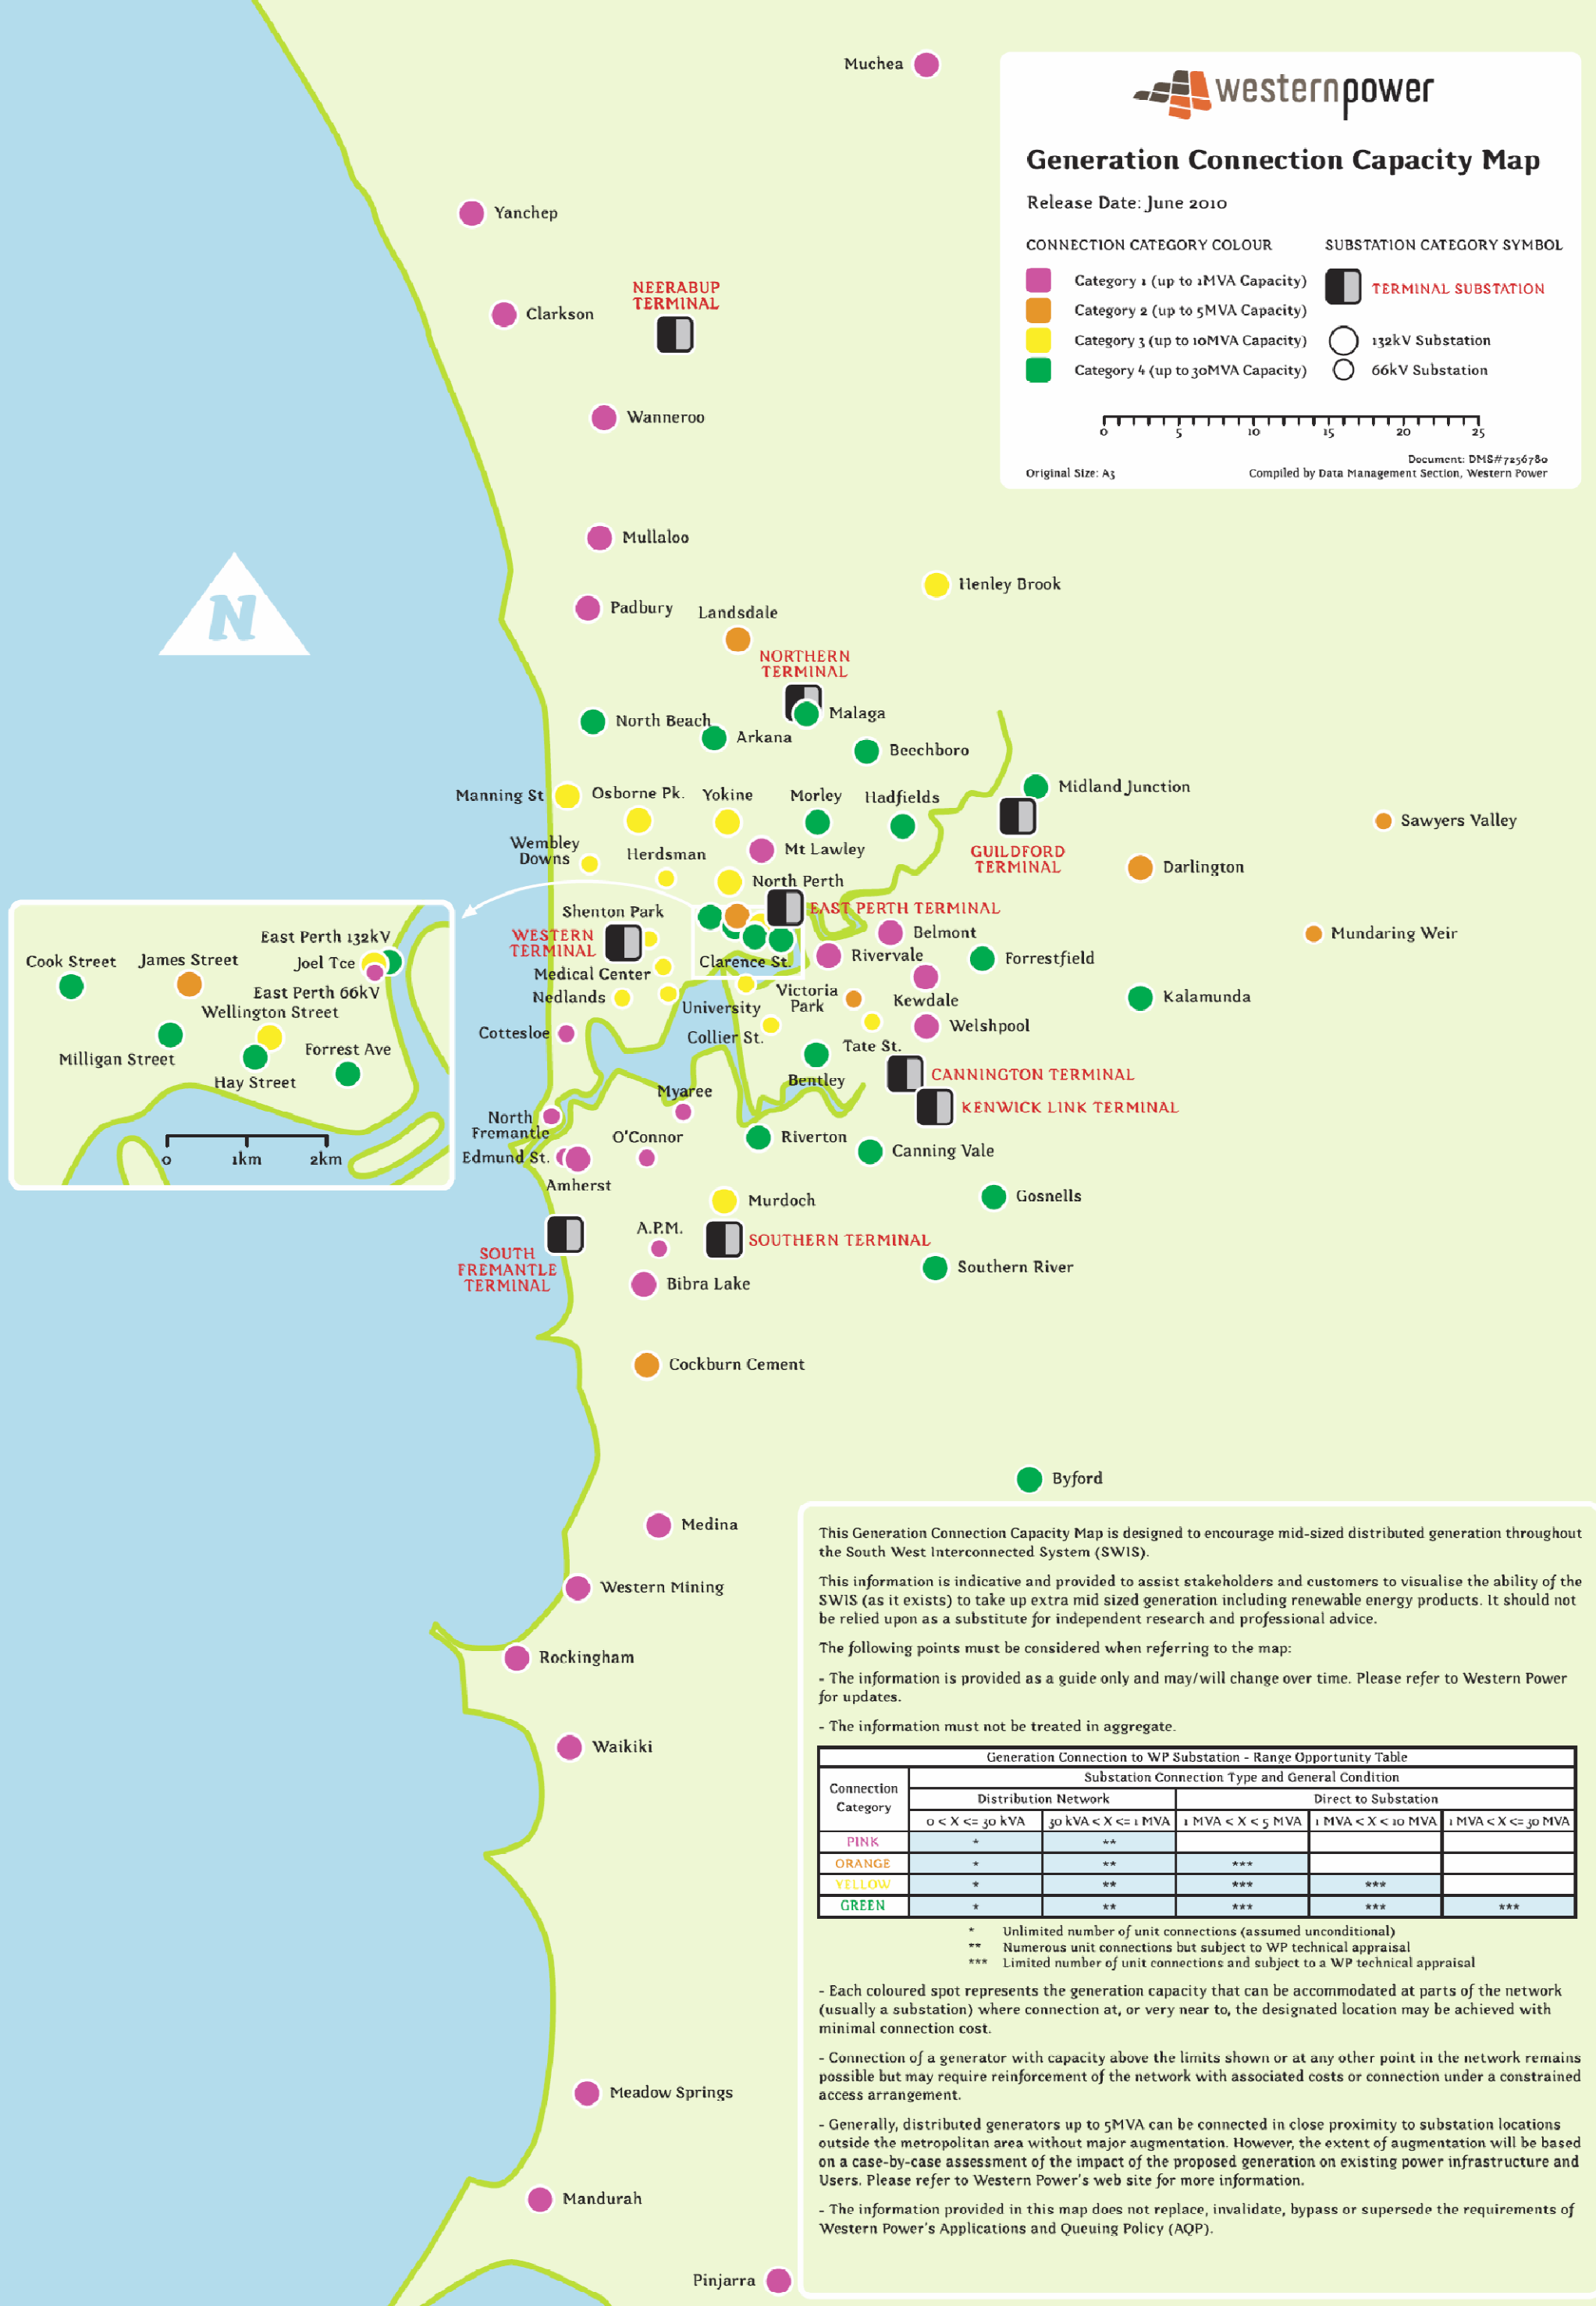 Muchea
westernpower
Generation Connection Capacity Map
Release Date: June 2010
CONNECTION CATEGORY COLOUR
SUBSTATION CATEGORY SYMBOL
Category 1 (up to 1MVA Capacity)
TERMINAL SUBSTATION
Category 2 (up to 5MVA Capacity)
Category 3 (up to 10MVA Capacity)
132kV Substation
Category 4 (up to 30MVA Capacity)
66kV Substation
0 5 10 15 20 25
Document: DMS#7256780
Original Size: A3
Compiled by Data Management Section, Western Power
Yanchep
NEERABUP
TERMINAL
Clarkson
Wanneroo
Mullaloo
N
Henley Brook
Padbury
Landsdale
NORTHERN
TERMINAL
North Beach
Malaga
Arkana
Beechboro
Midland Junction
Manning St
Osborne Pk.
Yokine
Morley
Hadfields
Sawyers Valley
Wembley
Downs
Herdsman
Mt Lawley
GUILDFORD
TERMINAL
Darlington
North Perth
Shenton Park
EAST PERTH TERMINAL
WESTERN
TERMINAL
Belmont
Mundaring Weir
Clarence St.
Rivervale
Forrestfield
Medical Center
Nedlands
University
Victoria
Park
Kewdale
Kalamunda
Cottesloe
Collier St.
Tate St.
Welshpool
Bentley
CANNINGTON TERMINAL
Myaree
KENWICK LINK TERMINAL
North
Fremantle
O'Connor
Riverton
Canning Vale
Edmund St.
Amherst
Murdoch
Gosnells
A.P.M.
SOUTHERN TERMINAL
SOUTH
FREMANTLE
TERMINAL
Southern River
Bibra Lake
Cockburn Cement
East Perth 132kV
Cook Street
James Street
Joel Tce
East Perth 66kV
Wellington Street
Milligan Street
Forrest Ave
Hay Street
0 1km 2km
Byford
Medina
Western Mining
Rockingham
Waikiki
Meadow Springs
Mandurah
Pinjarra
This Generation Connection Capacity Map is designed to encourage mid-sized distributed generation throughout
the South West Interconnected System (SWIS).
This information is indicative and provided to assist stakeholders and customers to visualise the ability of the
SWIS (as it exists) to take up extra mid sized generation including renewable energy products. It should not
be relied upon as a substitute for independent research and professional advice.
The following points must be considered when referring to the map:
- The information is provided as a guide only and may/will change over time. Please refer to Western Power
for updates.
- The information must not be treated in aggregate.
Generation Connection to WP Substation - Range Opportunity Table
Connection
Category
Substation Connection Type and General Condition
Distribution Network
Direct to Substation
0 < X <= 30 kVA
30 kVA < X <= 1 MVA
1 MVA < X < 5 MVA
1 MVA < X < 10 MVA
1 MVA < X <= 30 MVA
PINK * **
ORANGE * ** ***
YELLOW * ** *** ***
GREEN * ** *** *** ***
* Unlimited number of unit connections (assumed unconditional)
** Numerous unit connections but subject to WP technical appraisal
*** Limited number of unit connections and subject to a WP technical appraisal
- Each coloured spot represents the generation capacity that can be accommodated at parts of the network
(usually a substation) where connection at, or very near to, the designated location may be achieved with
minimal connection cost.
- Connection of a generator with capacity above the limits shown or at any other point in the network remains
possible but may require reinforcement of the network with associated costs or connection under a constrained
access arrangement.
- Generally, distributed generators up to 5MVA can be connected in close proximity to substation locations
outside the metropolitan area without major augmentation. However, the extent of augmentation will be based
on a case-by-case assessment of the impact of the proposed generation on existing power infrastructure and
Users. Please refer to Western Power's web site for more information.
- The information provided in this map does not replace, invalidate, bypass or supersede the requirements of
Western Power's Applications and Queuing Policy (AQP).